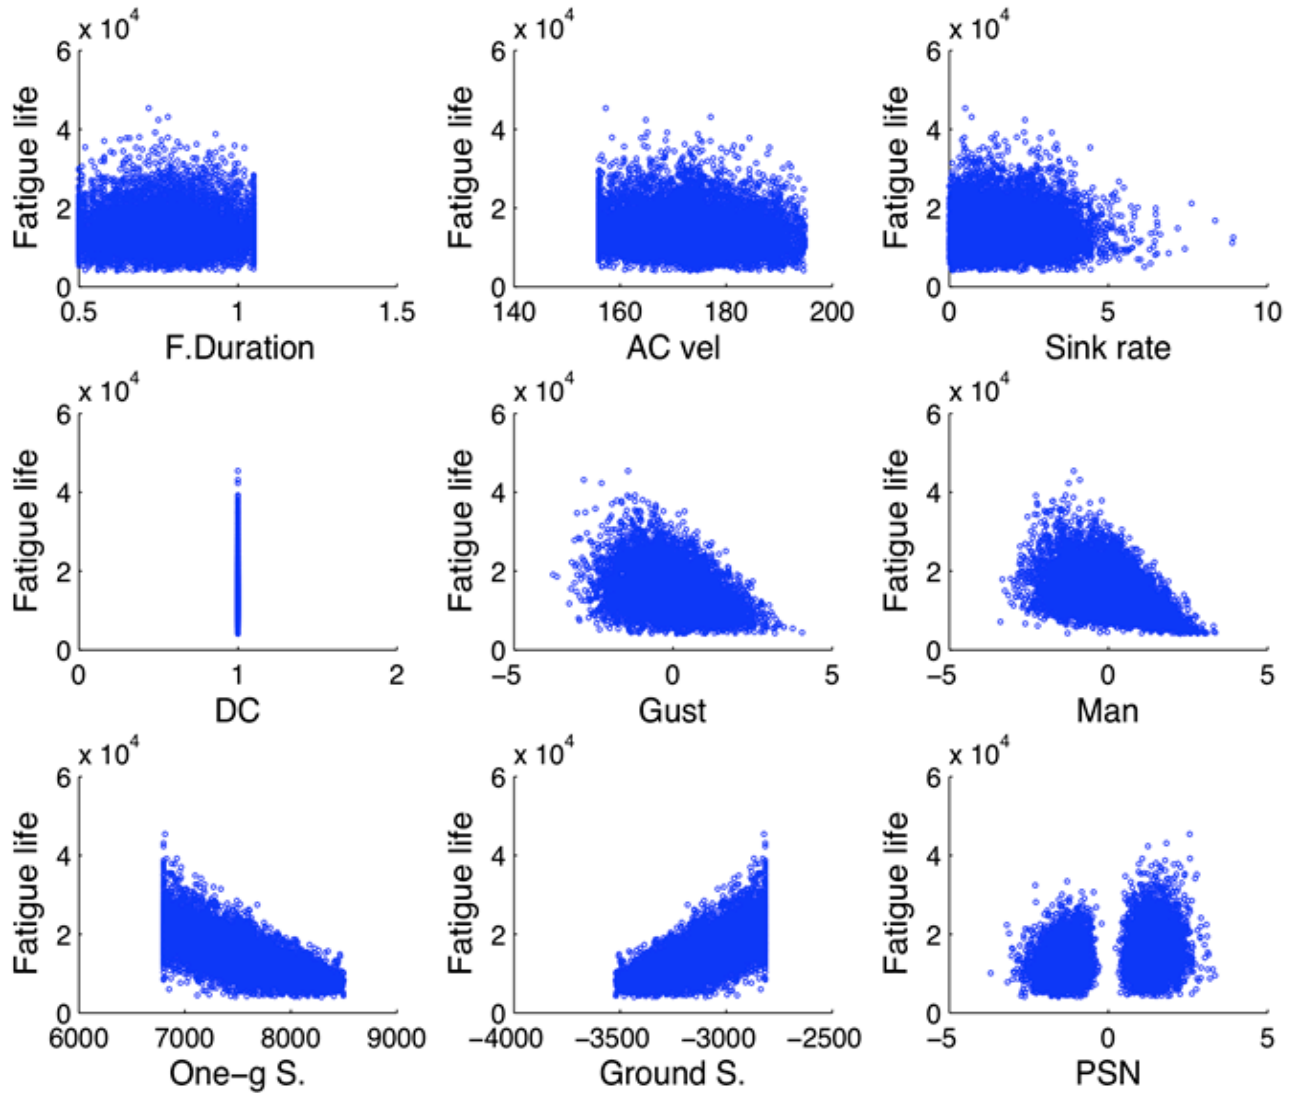 x 10^4
x 10^4
x 10^4
Fatigue life
Fatigue life
Fatigue life
6
4
2
0
6
4
2
0
6
4
2
0
0.5 1 1.5
140 160 180 200
0 5 10
F.Duration
AC vel
Sink rate
x 10^4
x 10^4
x 10^4
Fatigue life
Fatigue life
Fatigue life
6
4
2
0
6
4
2
0
6
4
2
0
0 1 2
−5 0 5
−5 0 5
DC
Gust
Man
x 10^4
x 10^4
x 10^4
Fatigue life
Fatigue life
Fatigue life
6
4
2
0
6
4
2
0
6
4
2
0
6000 7000 8000 9000
−4000 −3500 −3000 −2500
−5 0 5
One−g S.
Ground S.
PSN